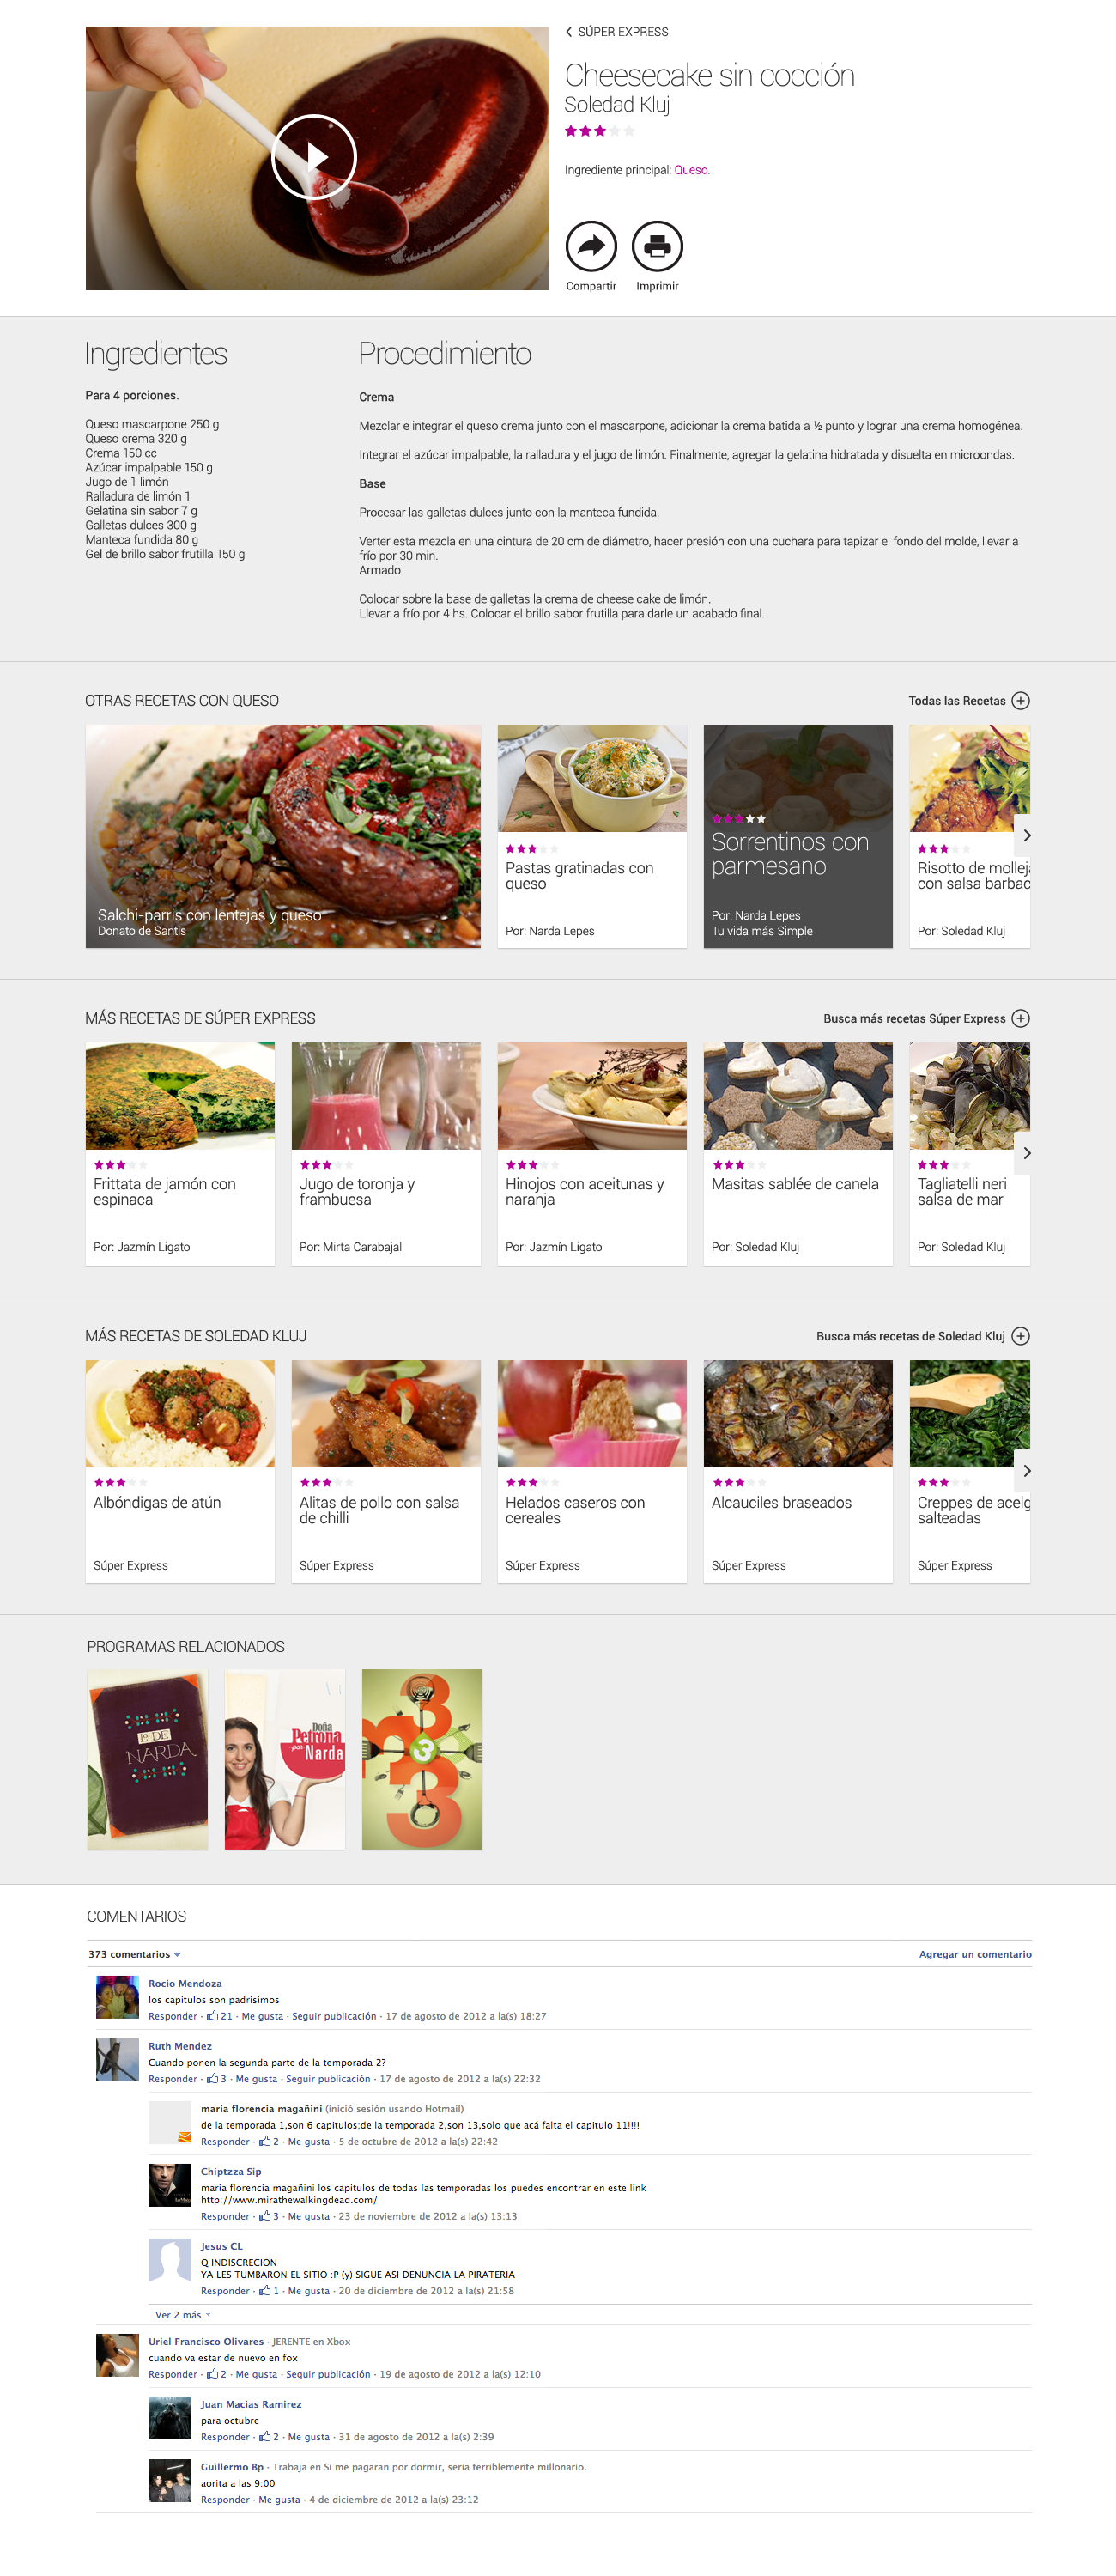 SÚPER EXPRESS
Cheesecake sin cocción
Soledad Kluj
Ingrediente principal: Queso.
Compartir
Imprimir
Ingredientes
Para 4 porciones.
Queso mascarpone 250 g
Queso crema 320 g
Crema 150 cc
Azúcar impalpable 150 g
Jugo de 1 limón
Ralladura de limón 1
Gelatina sin sabor 7 g
Galletas dulces 300 g
Manteca fundida 80 g
Gel de brillo sabor frutilla 150 g
Procedimiento
Crema
Mezclar e integrar el queso crema junto con el mascarpone, adicionar la crema batida a ½ punto y lograr una crema homogénea.
Integrar el azúcar impalpable, la ralladura y el jugo de limón. Finalmente, agregar la gelatina hidratada y disuelta en microondas.
Base
Procesar las galletas dulces junto con la manteca fundida.
Verter esta mezcla en una cintura de 20 cm de diámetro, hacer presión con una cuchara para tapizar el fondo del molde, llevar a
frío por 30 min.
Armado
Colocar sobre la base de galletas la crema de cheese cake de limón.
Llevar a frío por 4 hs. Colocar el brillo sabor frutilla para darle un acabado final.
OTRAS RECETAS CON QUESO
Todas las Recetas
Salchi-parris con lentejas y queso
Donato de Santis
Pastas gratinadas con
queso
Por: Narda Lepes
Sorrentinos con
parmesano
Por: Narda Lepes
Tu vida más Simple
Risotto de molleja
con salsa barbac
Por: Soledad Kluj
MÁS RECETAS DE SÚPER EXPRESS
Busca más recetas Súper Express
Frittata de jamón con
espinaca
Por: Jazmín Ligato
Jugo de toronja y
frambuesa
Por: Mirta Carabajal
Hinojos con aceitunas y
naranja
Por: Jazmín Ligato
Masitas sablée de canela
Por: Soledad Kluj
Tagliatelli neri
salsa de mar
Por: Soledad Kluj
MÁS RECETAS DE SOLEDAD KLUJ
Busca más recetas de Soledad Kluj
Albóndigas de atún
Súper Express
Alitas de pollo con salsa
de chilli
Súper Express
Helados caseros con
cereales
Súper Express
Alcauciles braseados
Súper Express
Creppes de acelg
salteadas
Súper Express
PROGRAMAS RELACIONADOS
LO DE
NARDA
Doña
Petrona
por
Narda
3
3
3
COMENTARIOS
373 comentarios
Agregar un comentario
Rocio Mendoza
los capitulos son padrisimos
Responder · 21 · Me gusta · Seguir publicación · 17 de agosto de 2012 a la(s) 18:27
Ruth Mendez
Cuando ponen la segunda parte de la temporada 2?
Responder · 3 · Me gusta · Seguir publicación · 17 de agosto de 2012 a la(s) 22:32
maria florencia magañini (inició sesión usando Hotmail)
de la temporada 1,son 6 capitulos;de la temporada 2,son 13,solo que acá falta el capitulo 11!!!!
Responder · 2 · Me gusta · 5 de octubre de 2012 a la(s) 22:42
Chiptzza Sip
maria florencia magañini los capitulos de todas las temporadas los puedes encontrar en este link
http://www.mirathewalkingdead.com/
Responder · 3 · Me gusta · 23 de noviembre de 2012 a la(s) 13:13
Jesus CL
Q INDISCRECION
YA LES TUMBARON EL SITIO :P (y) SIGUE ASI DENUNCIA LA PIRATERIA
Responder · 1 · Me gusta · 20 de diciembre de 2012 a la(s) 21:58
Ver 2 más
Uriel Francisco Olivares · JERENTE en Xbox
cuando va estar de nuevo en fox
Responder · 2 · Me gusta · Seguir publicación · 19 de agosto de 2012 a la(s) 12:10
Juan Macias Ramirez
para octubre
Responder · 2 · Me gusta · 31 de agosto de 2012 a la(s) 2:39
Guillermo Bp · Trabaja en Si me pagaran por dormir, seria terriblemente millonario.
aorita a las 9:00
Responder · Me gusta · 4 de diciembre de 2012 a la(s) 23:12